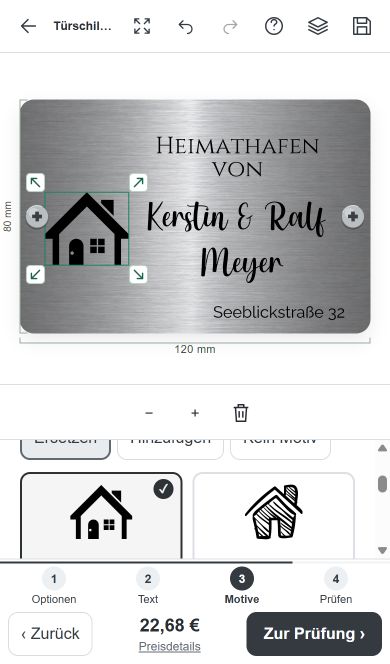 Türschil...
80 mm
HEIMATHAFEN
VON
Kerstin & Ralf
Meyer
Seeblickstraße 32
120 mm
- +
Ersetzen Hinzufügen Kein Motiv
1 2 3 4
Optionen Text Motive Prüfen
‹ Zurück 22,68 € Zur Prüfung ›
Preisdetails